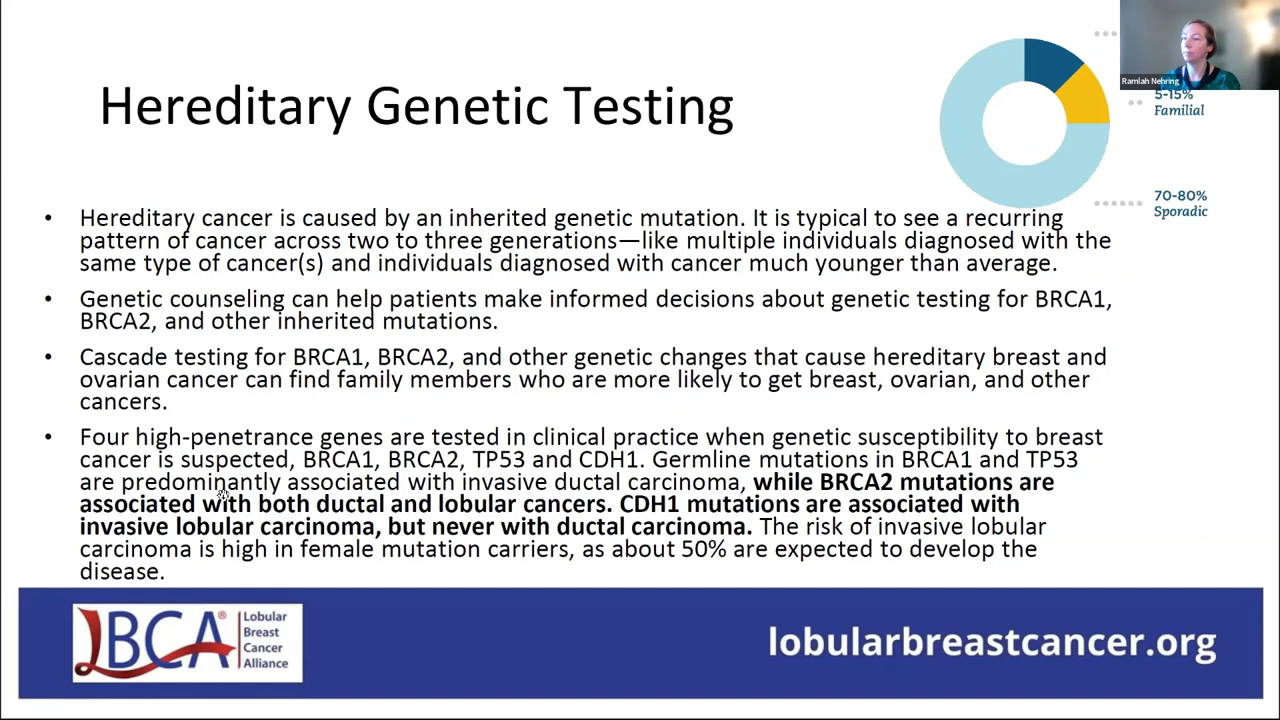 Hereditary Genetic Testing
Ramlah Nehring
5-15%
Familial
70-80%
Sporadic
• Hereditary cancer is caused by an inherited genetic mutation. It is typical to see a recurring
pattern of cancer across two to three generations—like multiple individuals diagnosed with the
same type of cancer(s) and individuals diagnosed with cancer much younger than average.
• Genetic counseling can help patients make informed decisions about genetic testing for BRCA1,
BRCA2, and other inherited mutations.
• Cascade testing for BRCA1, BRCA2, and other genetic changes that cause hereditary breast and
ovarian cancer can find family members who are more likely to get breast, ovarian, and other
cancers.
• Four high-penetrance genes are tested in clinical practice when genetic susceptibility to breast
cancer is suspected, BRCA1, BRCA2, TP53 and CDH1. Germline mutations in BRCA1 and TP53
are predominantly associated with invasive ductal carcinoma, while BRCA2 mutations are
associated with both ductal and lobular cancers. CDH1 mutations are associated with
invasive lobular carcinoma, but never with ductal carcinoma. The risk of invasive lobular
carcinoma is high in female mutation carriers, as about 50% are expected to develop the
disease.
LBCA®
Lobular
Breast
Cancer
Alliance
lobularbreastcancer.org